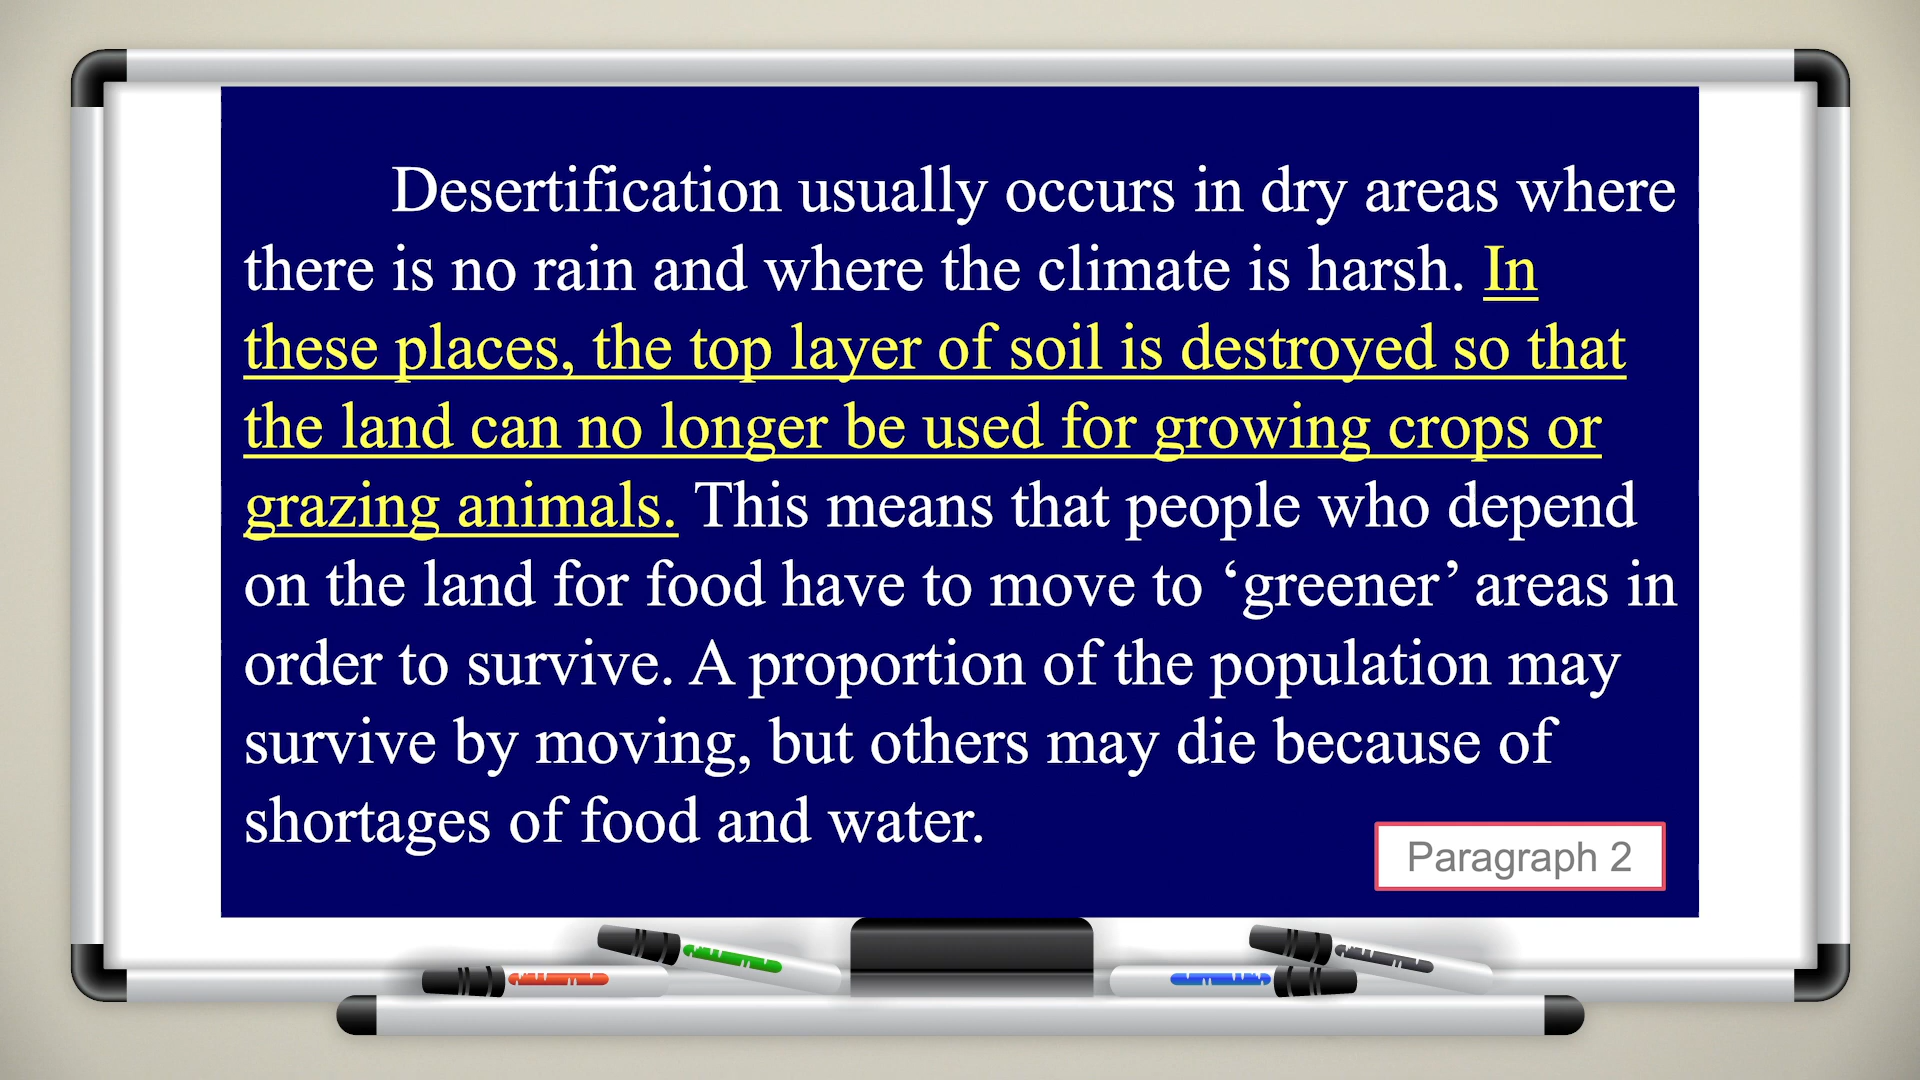 Desertification usually occurs in dry areas where
there is no rain and where the climate is harsh. In
these places, the top layer of soil is destroyed so that
the land can no longer be used for growing crops or
grazing animals. This means that people who depend
on the land for food have to move to ‘greener’ areas in
order to survive. A proportion of the population may
survive by moving, but others may die because of
shortages of food and water.
Paragraph 2